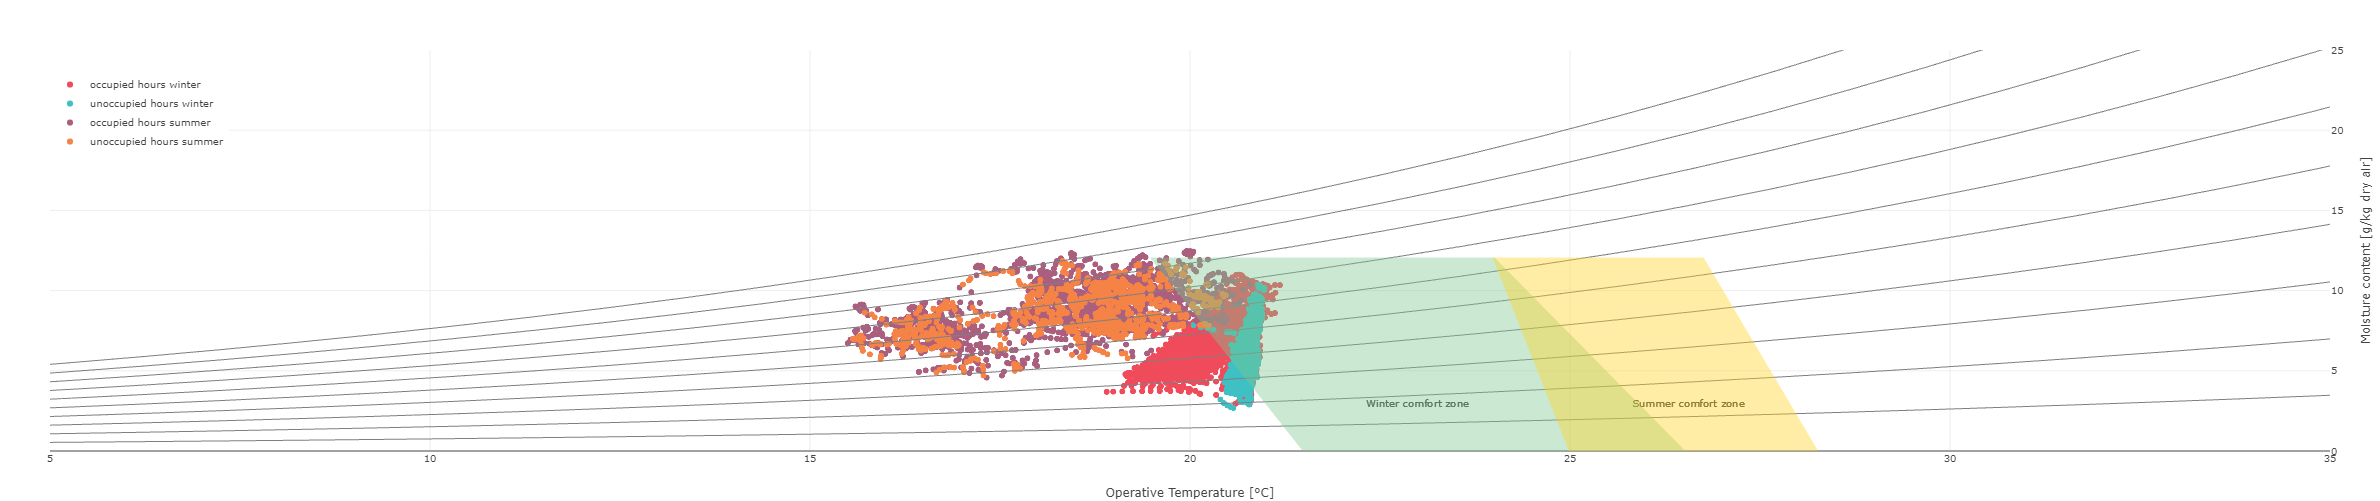 occupied hours winter
unoccupied hours winter
occupied hours summer
unoccupied hours summer
Winter comfort zone
Summer comfort zone
25
20
15
10
5
0
Moisture content [g/kg dry air]
5
10
15
20
25
30
35
Operative Temperature [°C]